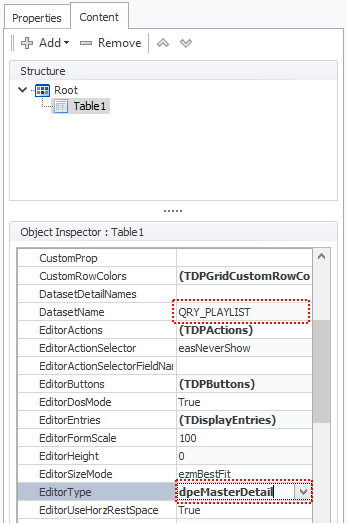 Properties Content
Add Remove
Structure
Root
Table1
Object Inspector : Table1
CustomProp
CustomRowColors (TDPGridCustomRowCo
DatasetDetailNames
DatasetName QRY_PLAYLIST
EditorActions (TDPActions)
EditorActionSelector easNeverShow
EditorActionSelectorFieldNam
EditorButtons (TDPButtons)
EditorDosMode True
EditorEntries (TDisplayEntries)
EditorFormScale 100
EditorHeight 0
EditorSizeMode ezmBestFit
EditorType dpeMasterDetail
EditorUseHorzRestSpace True